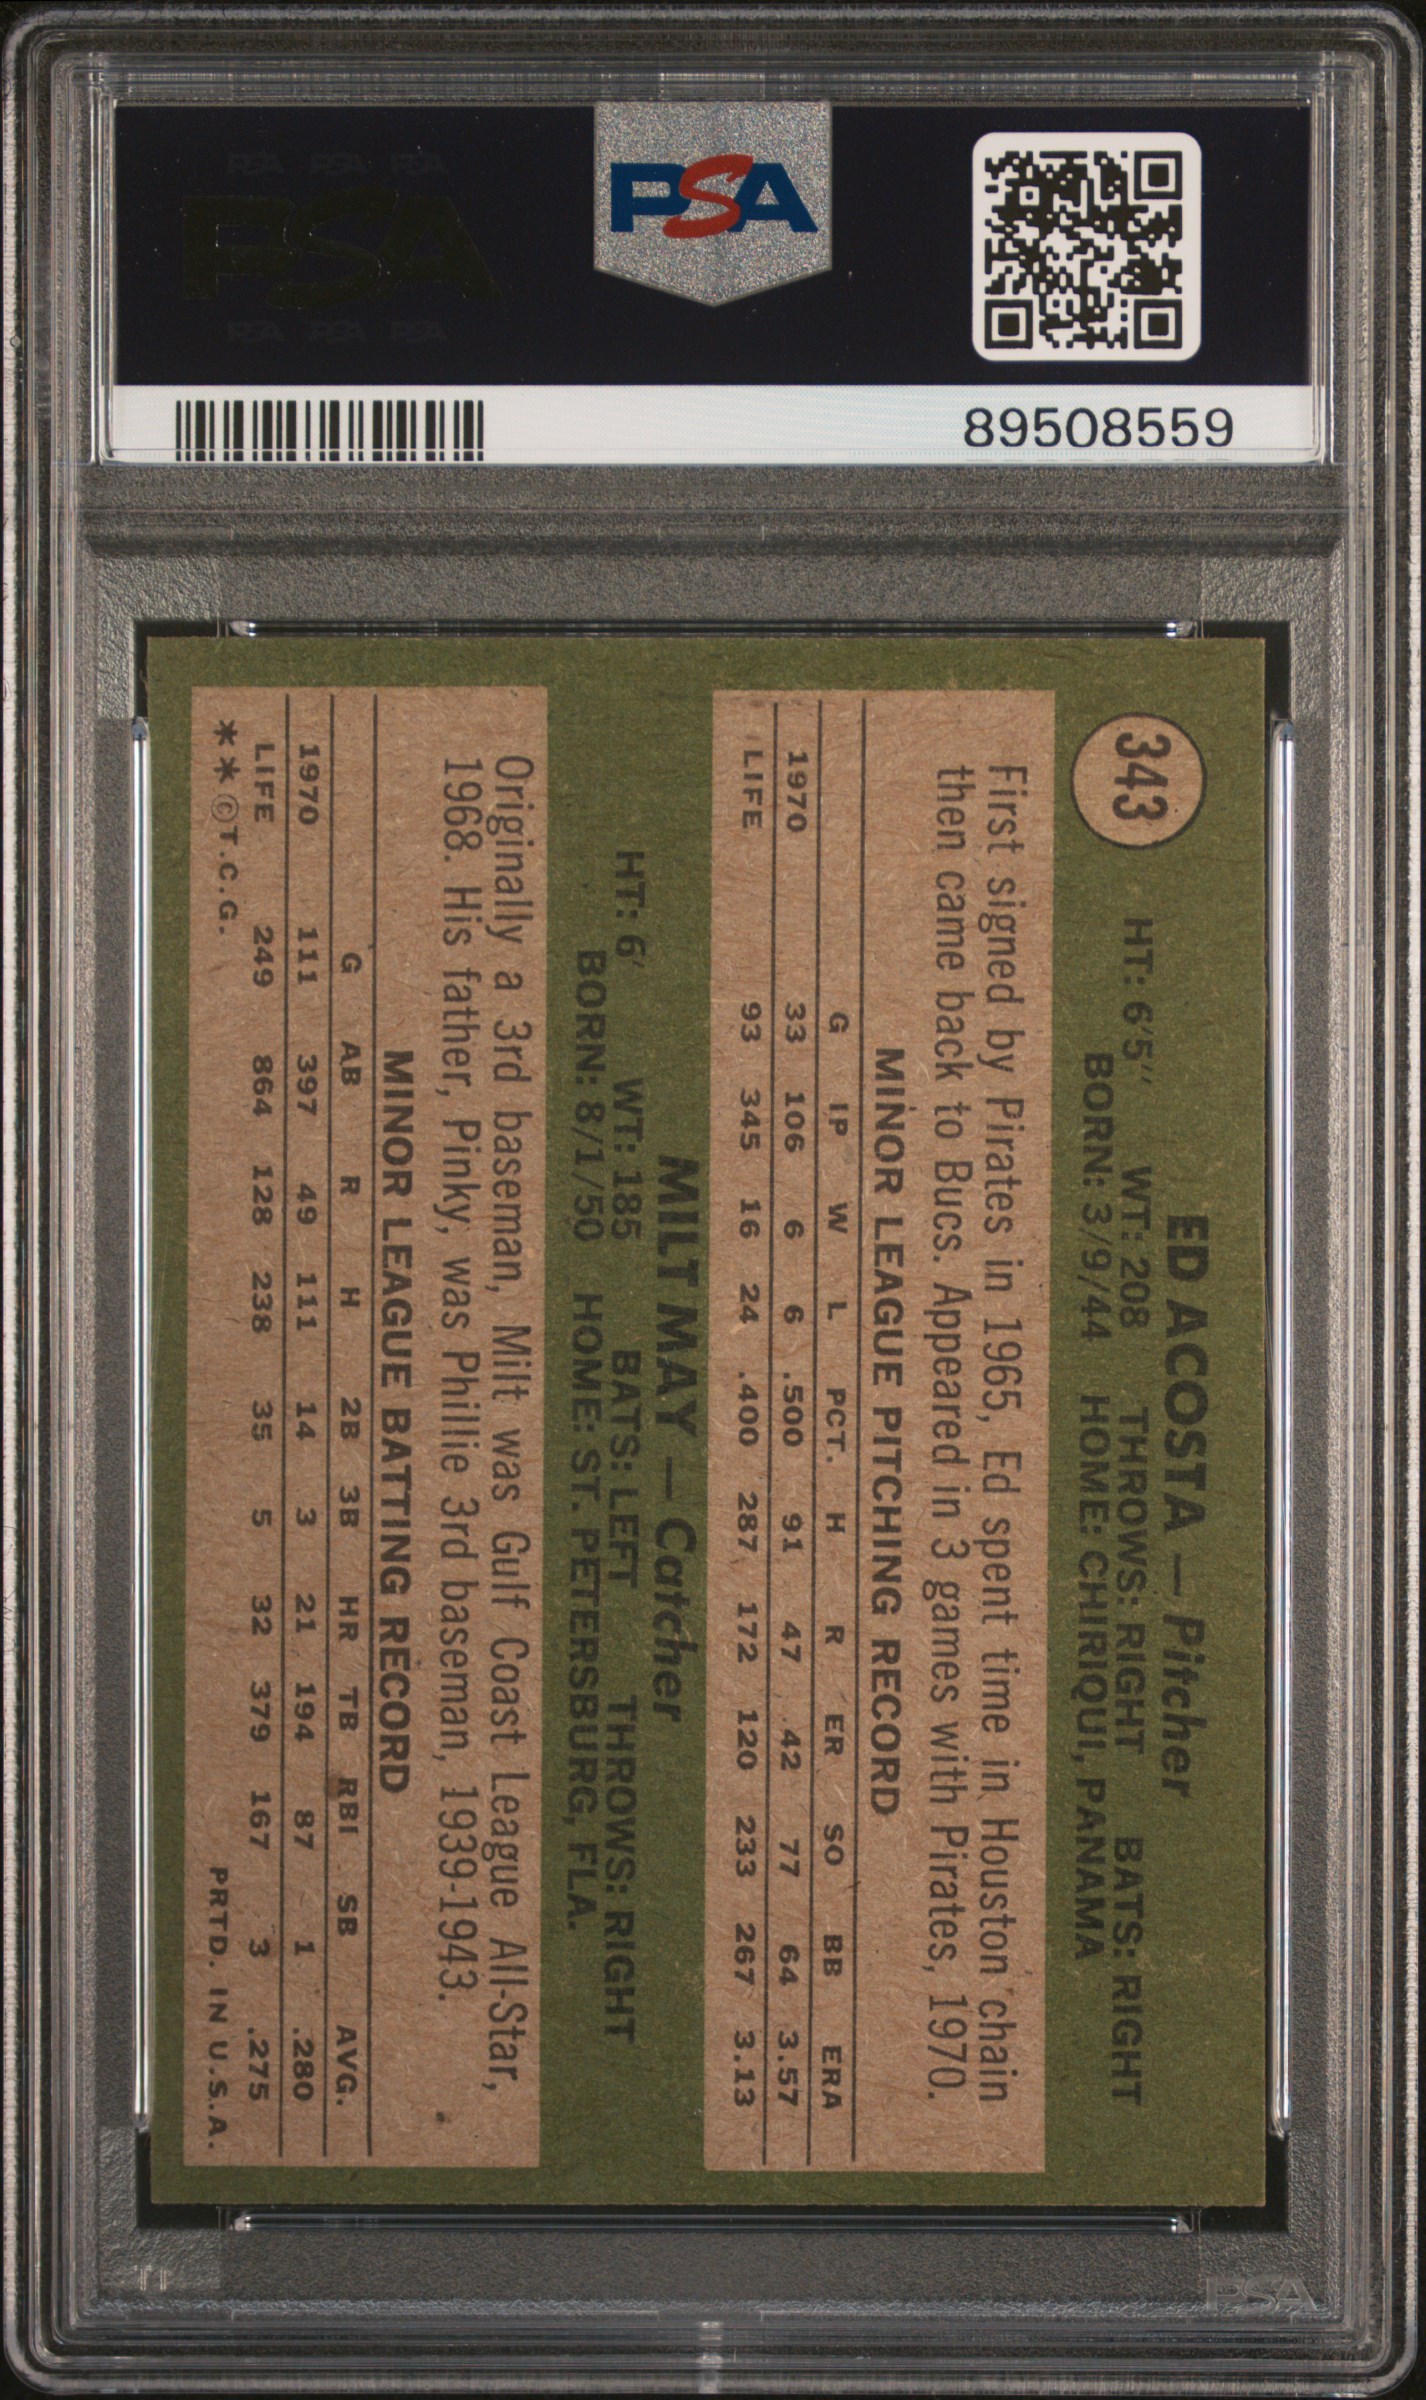 PSA PSA PSA
PSA
PSA PSA PSA
PSA
89508559
343
ED ACOSTA — Pitcher
HT: 6'5" WT: 208 THROWS: RIGHT BATS: RIGHT
BORN: 3/9/44 HOME: CHIRIQUI, PANAMA
First signed by Pirates in 1965, Ed spent time in Houston chain
then came back to Bucs. Appeared in 3 games with Pirates, 1970.
MINOR LEAGUE PITCHING RECORD
G IP W L PCT. H R ER SO BB ERA
1970 33 106 6 6 .500 91 47 42 77 64 3.57
LIFE 93 345 16 24 .400 287 172 120 233 267 3.13
MILT MAY — Catcher
HT: 6' WT: 185 BATS: LEFT THROWS: RIGHT
BORN: 8/1/50 HOME: ST. PETERSBURG, FLA.
Originally a 3rd baseman, Milt was Gulf Coast League All-Star,
1968. His father, Pinky, was Phillie 3rd baseman, 1939-1943.
MINOR LEAGUE BATTING RECORD
G AB R H 2B 3B HR TB RBI SB AVG.
1970 111 397 49 111 14 3 21 194 87 1 .280
LIFE 249 864 128 238 35 5 32 379 167 3 .275
**©T.C.G. PRTD. IN U.S.A.
PSA